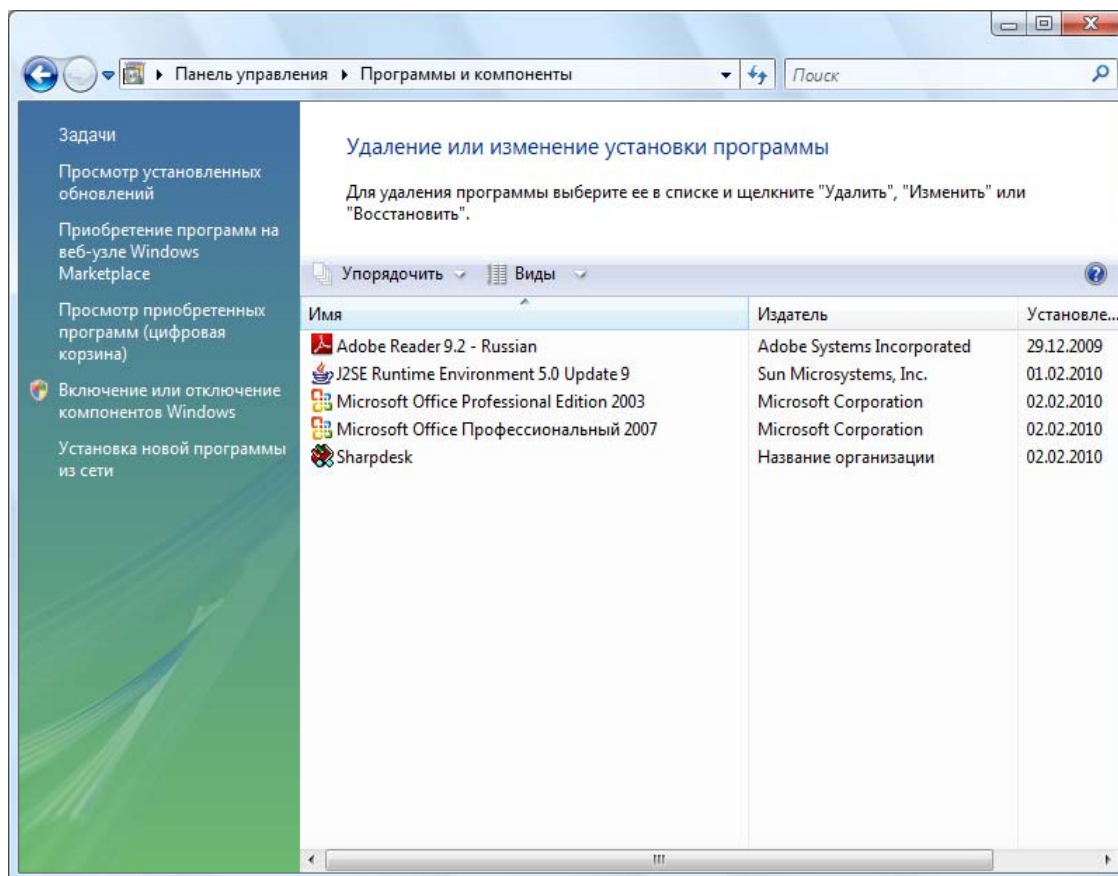 Панель управления ▸ Программы и компоненты
Поиск
Задачи
Просмотр установленных
обновлений
Приобретение программ на
веб-узле Windows
Marketplace
Просмотр приобретенных
программ (цифровая
корзина)
Включение или отключение
компонентов Windows
Установка новой программы
из сети
Удаление или изменение установки программы
Для удаления программы выберите ее в списке и щелкните "Удалить", "Изменить" или
"Восстановить".
Упорядочить Виды
Имя Издатель Установле...
Adobe Reader 9.2 - Russian Adobe Systems Incorporated 29.12.2009
J2SE Runtime Environment 5.0 Update 9 Sun Microsystems, Inc. 01.02.2010
Microsoft Office Professional Edition 2003 Microsoft Corporation 02.02.2010
Microsoft Office Профессиональный 2007 Microsoft Corporation 02.02.2010
Sharpdesk Название организации 02.02.2010